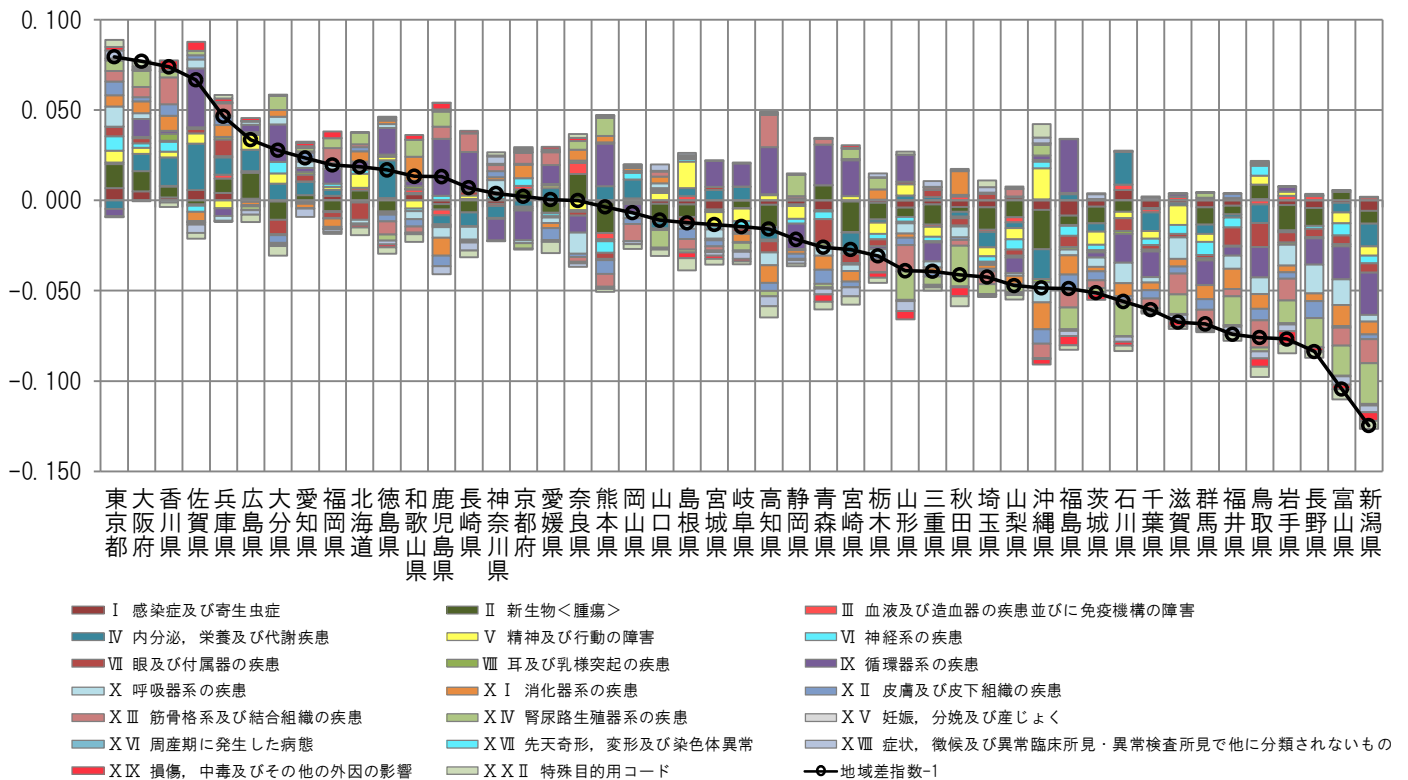 0.100
0.050
0.000
-0.050
-0.100
-0.150
東京都
大阪府
香川県
佐賀県
兵庫県
広島県
大分県
愛知県
福岡県
北海道
徳島県
和歌山県
鹿児島県
長崎県
神奈川県
京都府
愛媛県
奈良県
熊本県
岡山県
山口県
島根県
宮城県
岐阜県
高知県
静岡県
青森県
宮崎県
栃木県
山形県
三重県
秋田県
埼玉県
山梨県
沖縄県
福島県
茨城県
石川県
千葉県
滋賀県
群馬県
福井県
鳥取県
岩手県
長野県
富山県
新潟県
Ⅰ 感染症及び寄生虫症
Ⅱ 新生物<腫瘍>
Ⅲ 血液及び造血器の疾患並びに免疫機構の障害
Ⅳ 内分泌，栄養及び代謝疾患
Ⅴ 精神及び行動の障害
Ⅵ 神経系の疾患
Ⅶ 眼及び付属器の疾患
Ⅷ 耳及び乳様突起の疾患
Ⅸ 循環器系の疾患
Ⅹ 呼吸器系の疾患
ⅩⅠ 消化器系の疾患
ⅩⅡ 皮膚及び皮下組織の疾患
ⅩⅢ 筋骨格系及び結合組織の疾患
ⅩⅣ 腎尿路生殖器系の疾患
ⅩⅤ 妊娠，分娩及び産じょく
ⅩⅥ 周産期に発生した病態
ⅩⅦ 先天奇形，変形及び染色体異常
ⅩⅧ 症状，徴候及び異常臨床所見・異常検査所見で他に分類されないもの
ⅩⅨ 損傷，中毒及びその他の外因の影響
ⅩⅩⅡ 特殊目的用コード
地域差指数-1